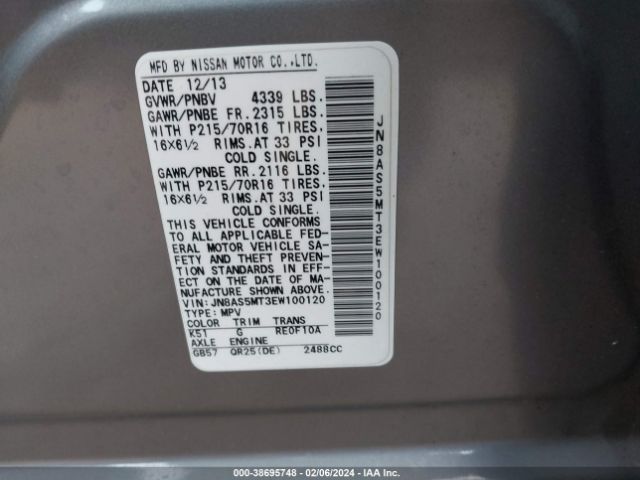 MFD BY NISSAN MOTOR CO.,LTD.
DATE 12/13
GVWR/PNBV 4339 LBS.
GAWR/PNBE FR.2315 LBS.
WITH P215/70R16 TIRES.
16X6½ RIMS.AT 33 PSI
COLD SINGLE.
GAWR/PNBE RR.2116 LBS.
WITH P215/70R16 TIRES.
16X6½ RIMS.AT 33 PSI
COLD SINGLE.
THIS VEHICLE CONFORMS
TO ALL APPLICABLE FED-
ERAL MOTOR VEHICLE SA-
FETY AND THEFT PREVEN-
TION STANDARDS IN EFF-
ECT ON THE DATE OF MA-
NUFACTURE SHOWN ABOVE.
VIN:JN8AS5MT3EW100120
TYPE:MPV
COLOR TRIM TRANS
K51 G RE0F10A
AXLE ENGINE
GB57 QR25(DE) 2488CC
JN8AS5MT3EW100120
000-38695748 - 02/06/2024 - IAAI.COM